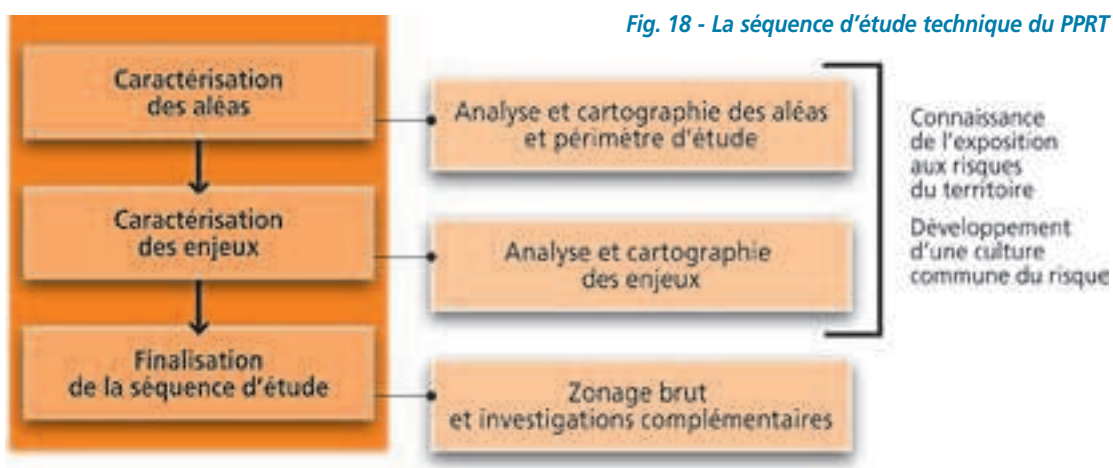 Fig. 18 - La séquence d'étude technique du PPRT
Caractérisation
des aléas
Analyse et cartographie des aléas
et périmètre d'étude
Caractérisation
des enjeux
Analyse et cartographie
des enjeux
Finalisation
de la séquence d'étude
Zonage brut
et investigations complémentaires
Connaissance
de l'exposition
aux risques
du territoire
Développement
d'une culture
commune du risque